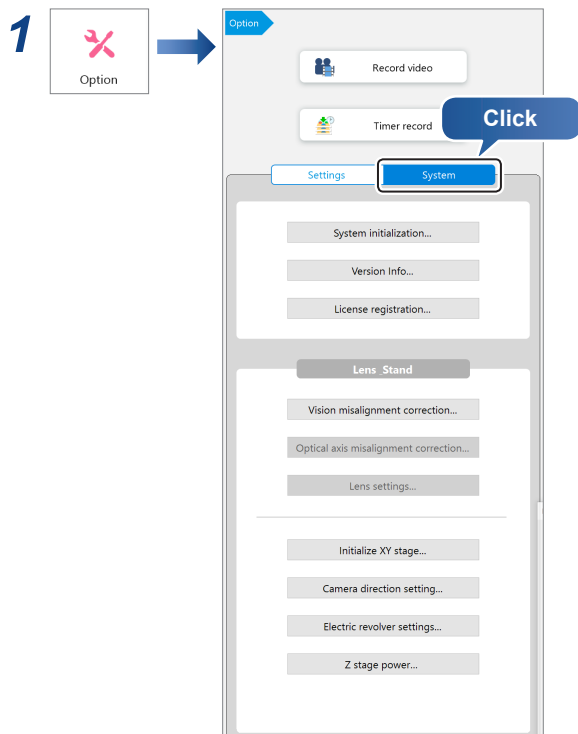 1
Option
Option
Record video
Timer record
Click
Settings
System
System initialization...
Version Info...
License registration...
Lens_Stand
Vision misalignment correction...
Optical axis misalignment correction...
Lens settings...
Initialize XY stage...
Camera direction setting...
Electric revolver settings...
Z stage power...